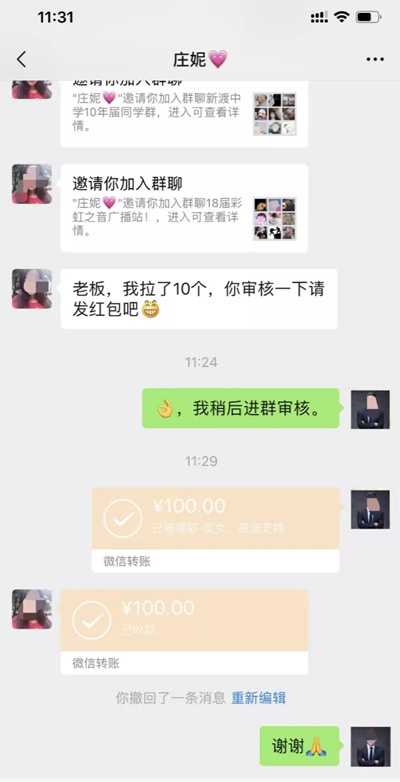 11:31
庄妮💗
邀请你加入群聊
"庄妮💗"邀请你加入群聊新渡中
学10年届同学群，进入可查看详
情。
邀请你加入群聊
"庄妮💗"邀请你加入群聊18届彩
虹之音广播站！，进入可查看详
情。
老板，我拉了10个，你审核一下请
发红包吧😁
11:24
👌，我稍后进群审核。
11:29
¥100.00
微信转账
¥100.00
已收款
微信转账
你撤回了一条消息 重新编辑
谢谢🙏